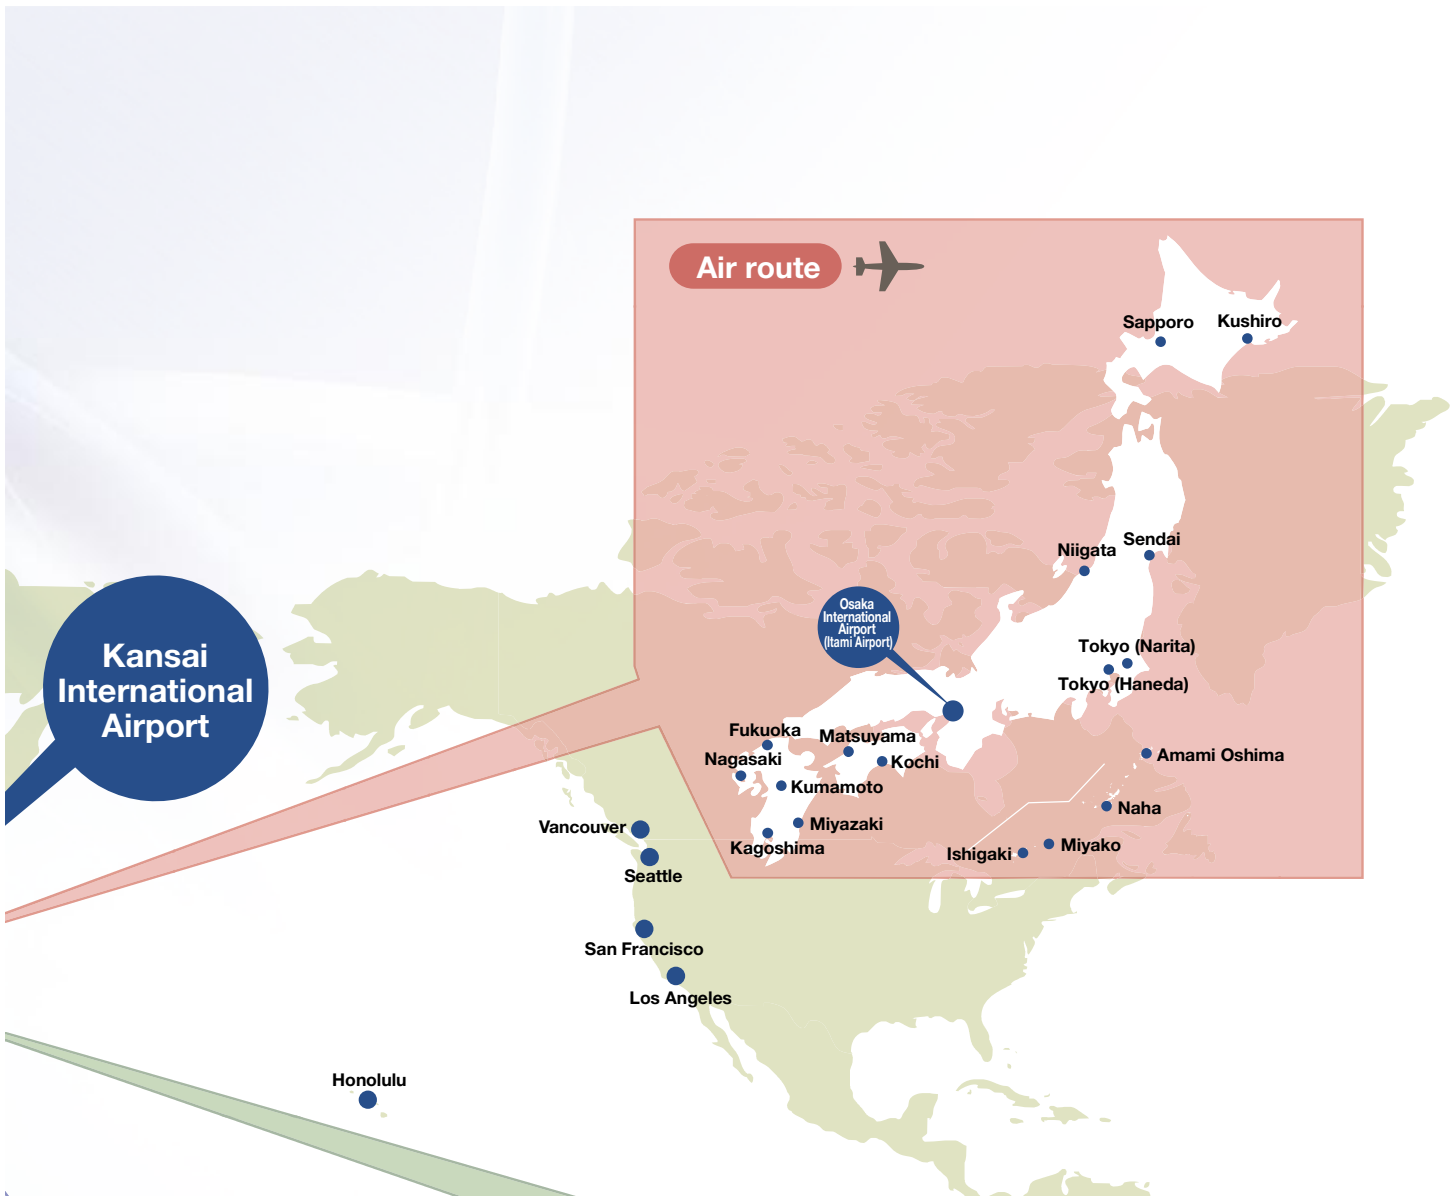 Air route
Sapporo
Kushiro
Niigata
Sendai
Osaka
International
Airport
(Itami Airport)
Tokyo (Narita)
Tokyo (Haneda)
Kansai
International
Airport
Fukuoka
Matsuyama
Nagasaki
Kochi
Amami Oshima
Kumamoto
Naha
Miyazaki
Vancouver
Kagoshima
Ishigaki
Miyako
Seattle
San Francisco
Los Angeles
Honolulu